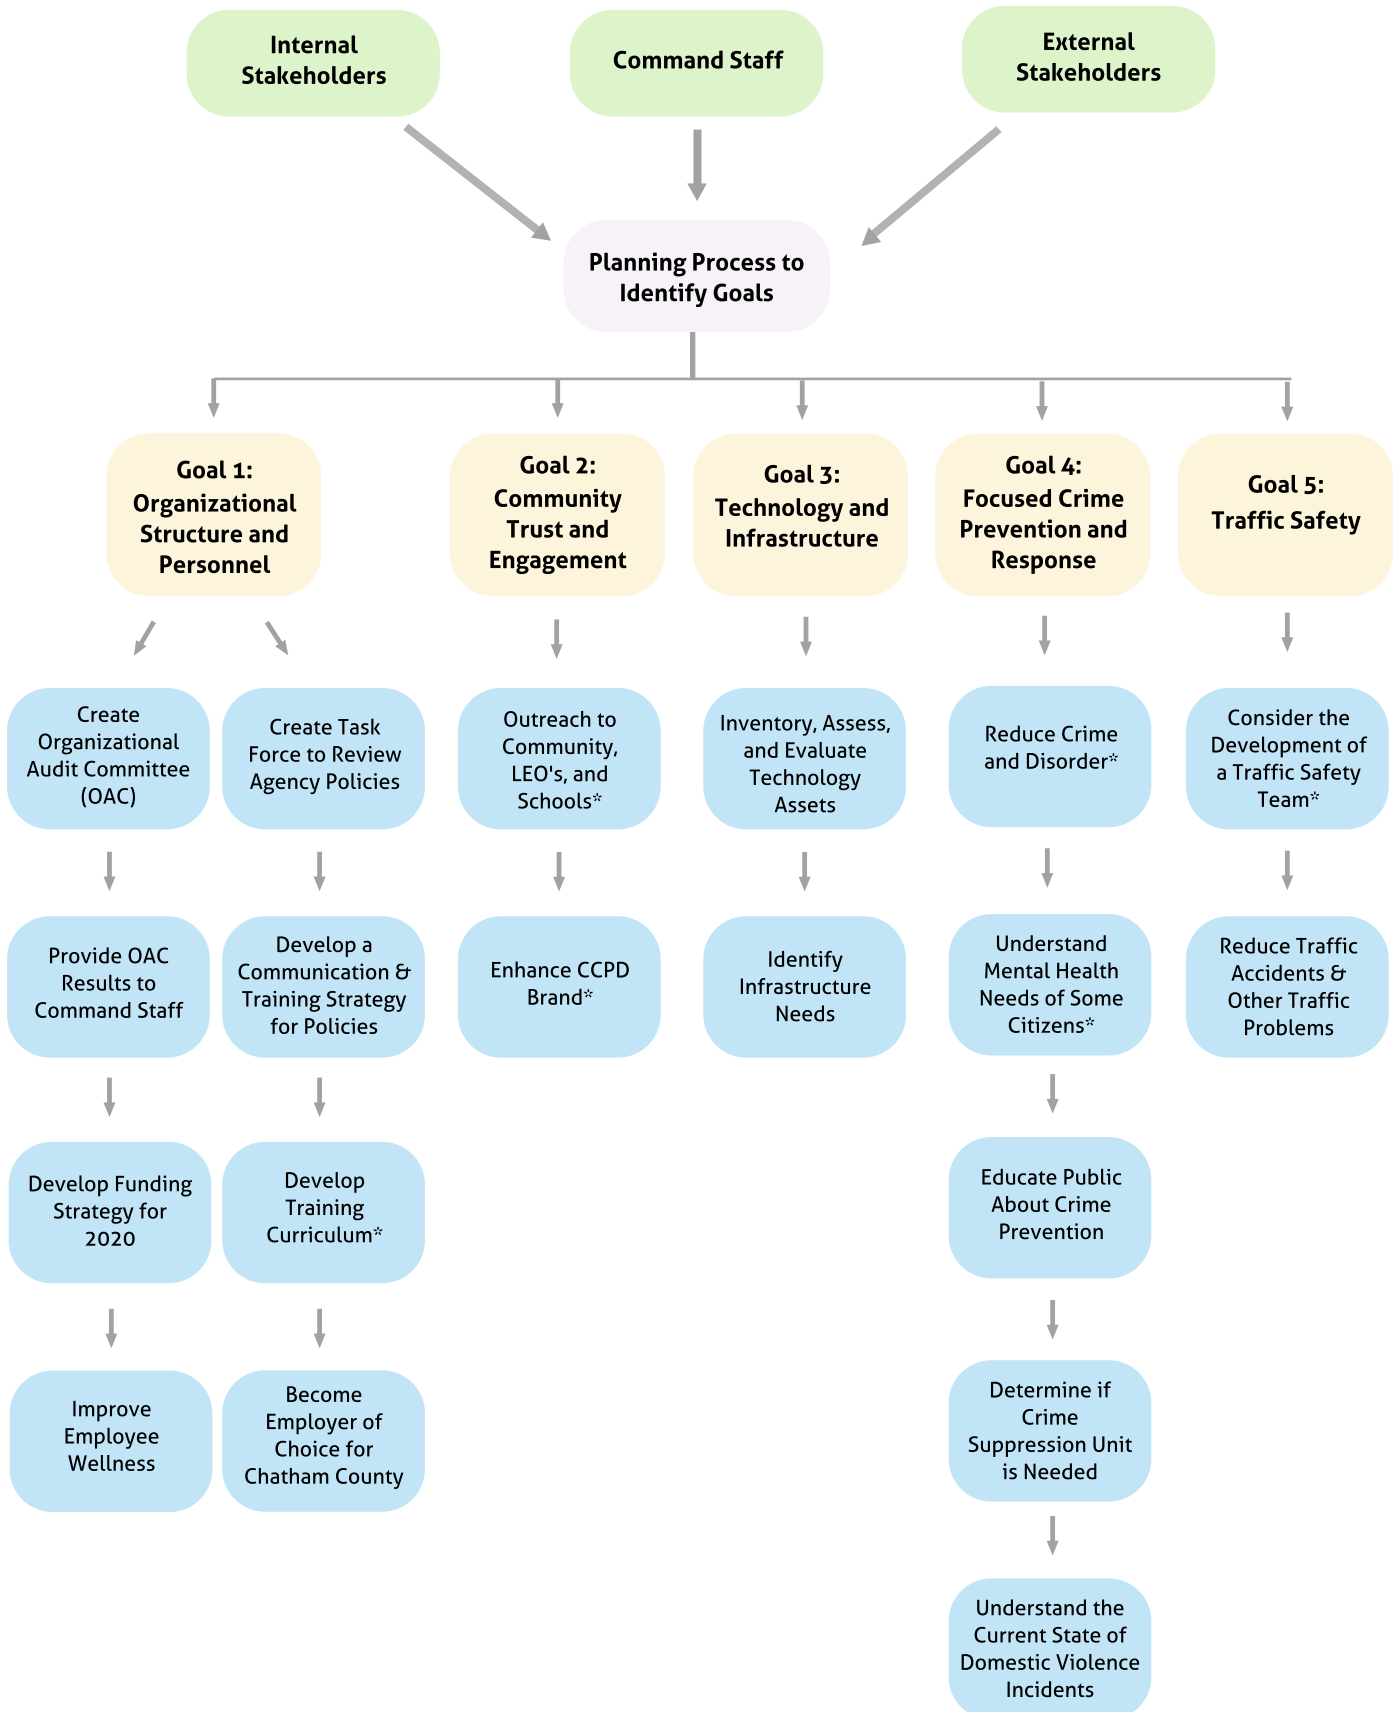 Internal
Stakeholders
Command Staff
External
Stakeholders
Planning Process to
Identify Goals
Goal 1:
Organizational
Structure and
Personnel
Goal 2:
Community
Trust and
Engagement
Goal 3:
Technology and
Infrastructure
Goal 4:
Focused Crime
Prevention and
Response
Goal 5:
Traffic Safety
Create
Organizational
Audit Committee
(OAC)
Create Task
Force to Review
Agency Policies
Outreach to
Community,
LEO's, and
Schools*
Inventory, Assess,
and Evaluate
Technology
Assets
Reduce Crime
and Disorder*
Consider the
Development of
a Traffic Safety
Team*
Provide OAC
Results to
Command Staff
Develop a
Communication &
Training Strategy
for Policies
Enhance CCPD
Brand*
Identify
Infrastructure
Needs
Understand
Mental Health
Needs of Some
Citizens*
Reduce Traffic
Accidents &
Other Traffic
Problems
Develop Funding
Strategy for
2020
Develop
Training
Curriculum*
Educate Public
About Crime
Prevention
Improve
Employee
Wellness
Become
Employer of
Choice for
Chatham County
Determine if
Crime
Suppression Unit
is Needed
Understand the
Current State of
Domestic Violence
Incidents